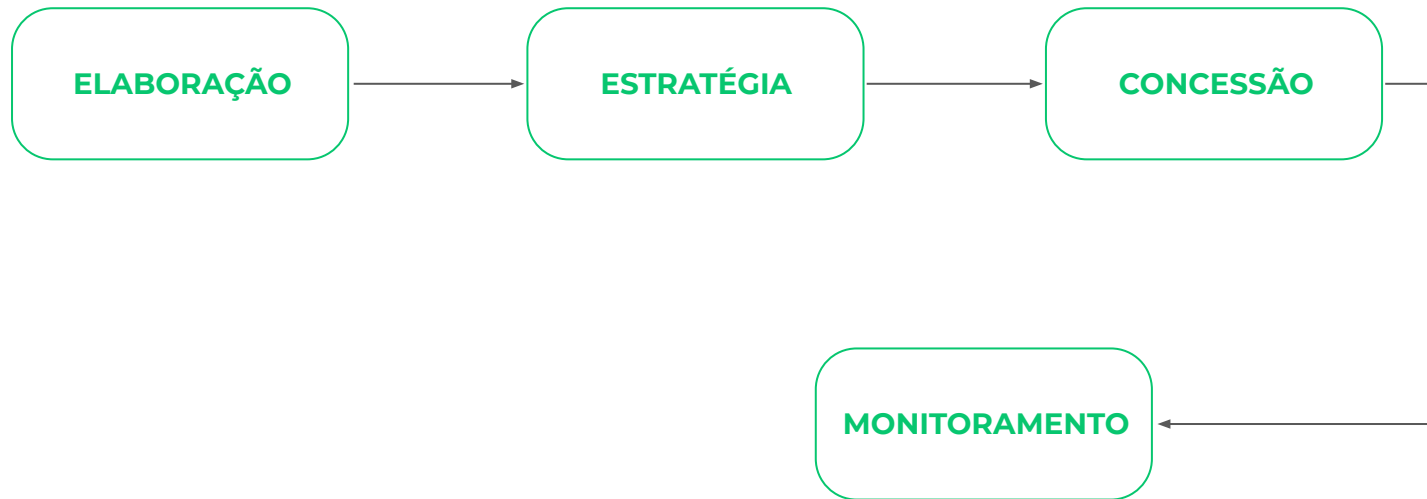 ELABORAÇÃO
ESTRATÉGIA
CONCESSÃO
MONITORAMENTO